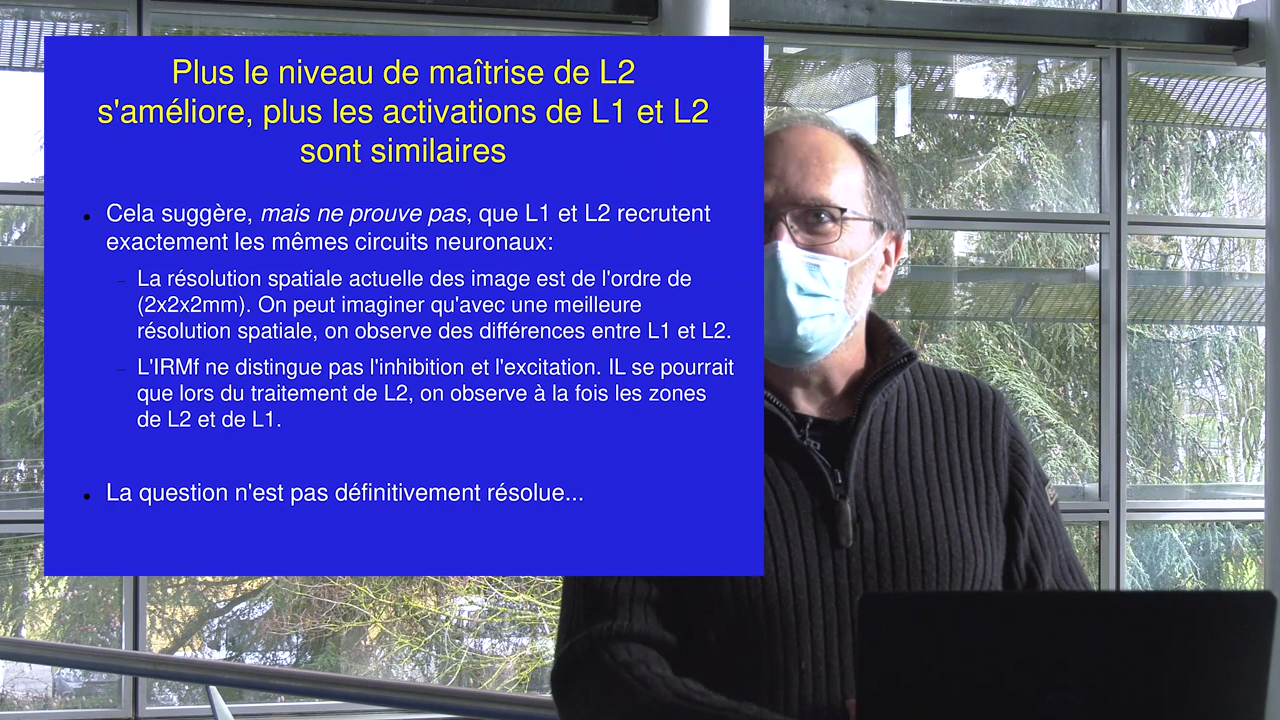 Plus le niveau de maîtrise de L2
s'améliore, plus les activations de L1 et L2
sont similaires
Cela suggère, mais ne prouve pas, que L1 et L2 recrutent
exactement les mêmes circuits neuronaux:
La résolution spatiale actuelle des image est de l'ordre de
(2x2x2mm). On peut imaginer qu'avec une meilleure
résolution spatiale, on observe des différences entre L1 et L2.
L'IRMf ne distingue pas l'inhibition et l'excitation. IL se pourrait
que lors du traitement de L2, on observe à la fois les zones
de L2 et de L1.
La question n'est pas définitivement résolue...